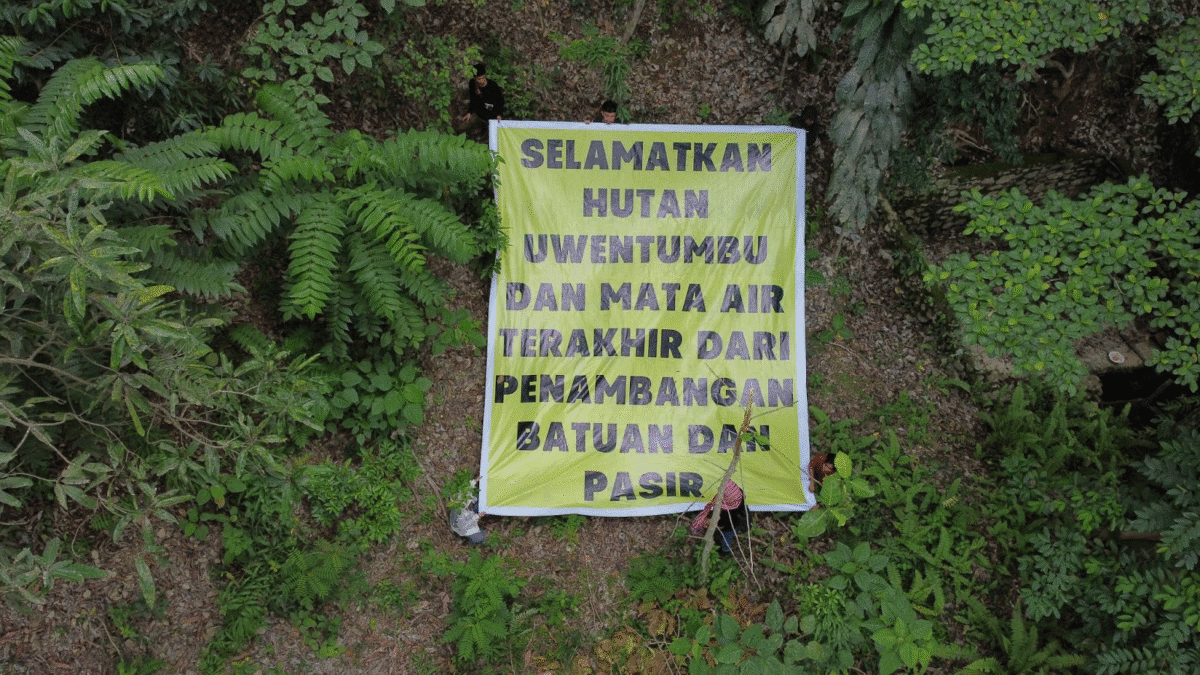 SELAMATKAN
HUTAN
UWENTUMBU
DAN MATA AIR
TERAKHIR DARI
PENAMBANGAN
BATUAN DAN
PASIR